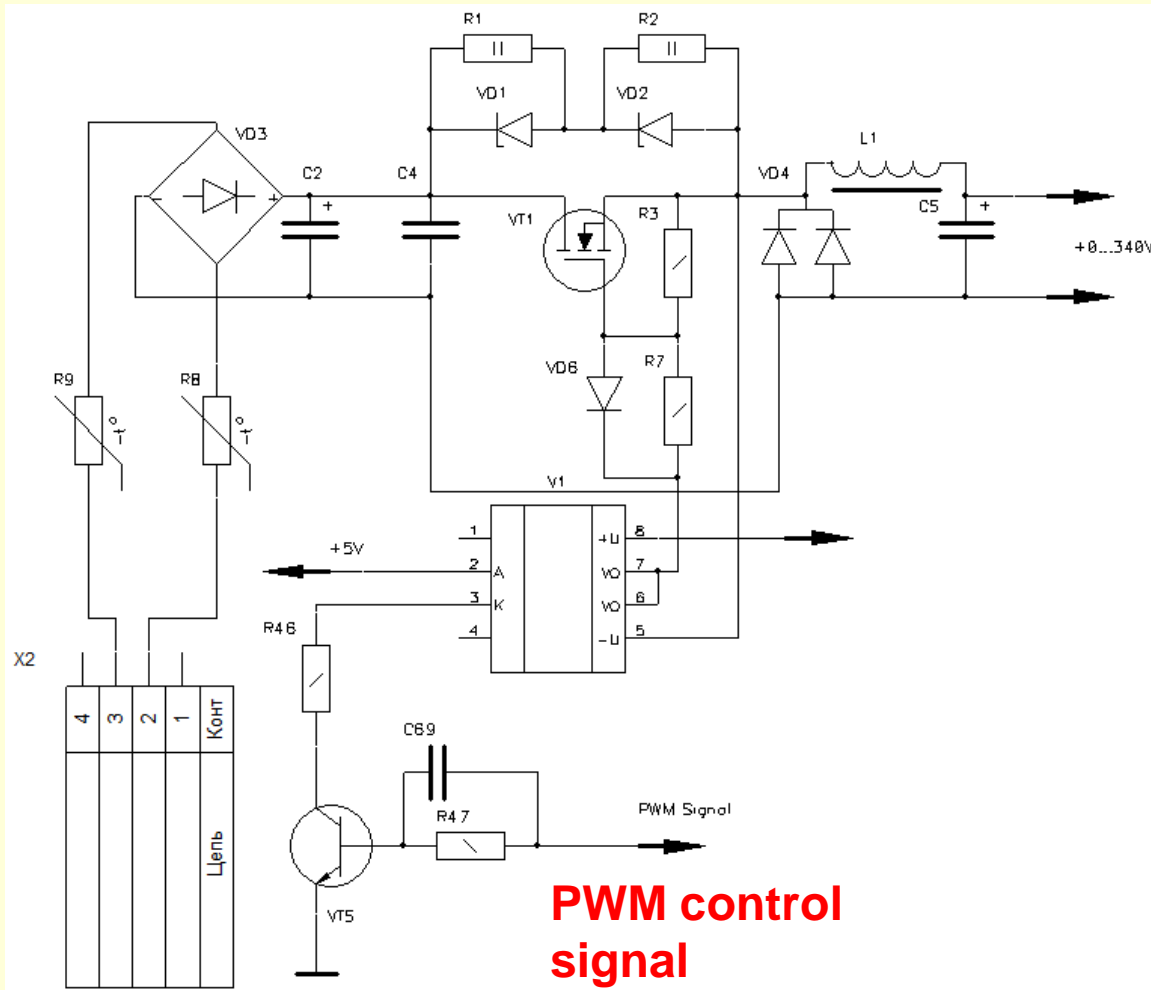 R1
R2
VD1
VD2
VD3
C2
+
C4
VD4
L1
-
+
VT1
R3
C5
+
+0...340V
R9
-t°
R8
-t°
VD6
R7
V1
1
+U
8
+5V
2
A
VO
7
3
K
VO
6
R46
4
-U
5
X2
4
3
2
1
Конт
Цепь
C69
R47
PWM Signal
VT5
PWM control
signal